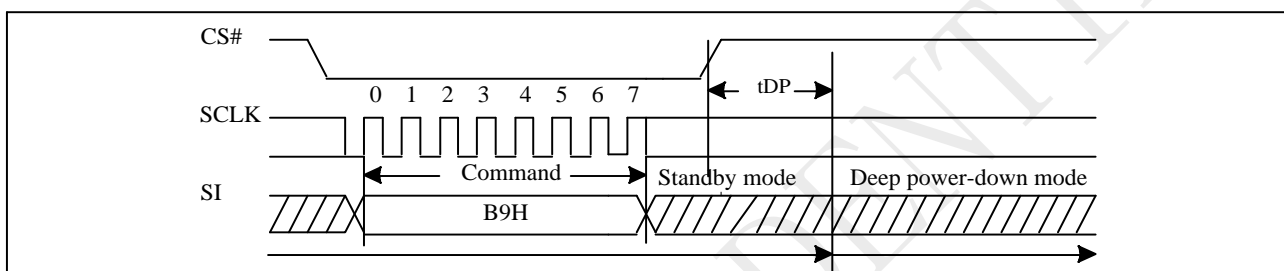 CS#
tDP
0 1 2 3 4 5 6 7
SCLK
Command
Standby mode
Deep power-down mode
SI
B9H